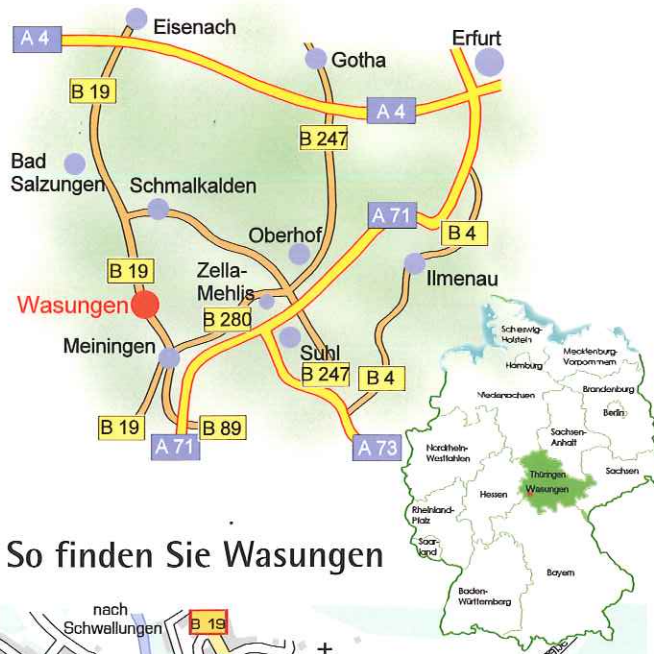 Eisenach
A 4
Erfurt
Gotha
B 19
A 4
B 247
Bad
Salzungen
Schmalkalden
A 71
B 4
Oberhof
Ilmenau
B 19
Zella-
Mehlis
Wasungen
B 280
Meiningen
Suhl
B 247
B 4
B 19
B 89
A 71
A 73
Schleswig-
Holstein
Hamburg
Mecklenburg-
Vorpommern
Niedersachsen
Brandenburg
Berlin
Sachsen-
Anhalt
Nordrhein-
Westfahlen
Thüringen
Wasungen
Sachsen
Hessen
Rheinland-
Pfalz
Saar-
land
Bayern
Baden-
Württemberg
So finden Sie Wasungen
nach
Schwallungen
B 19